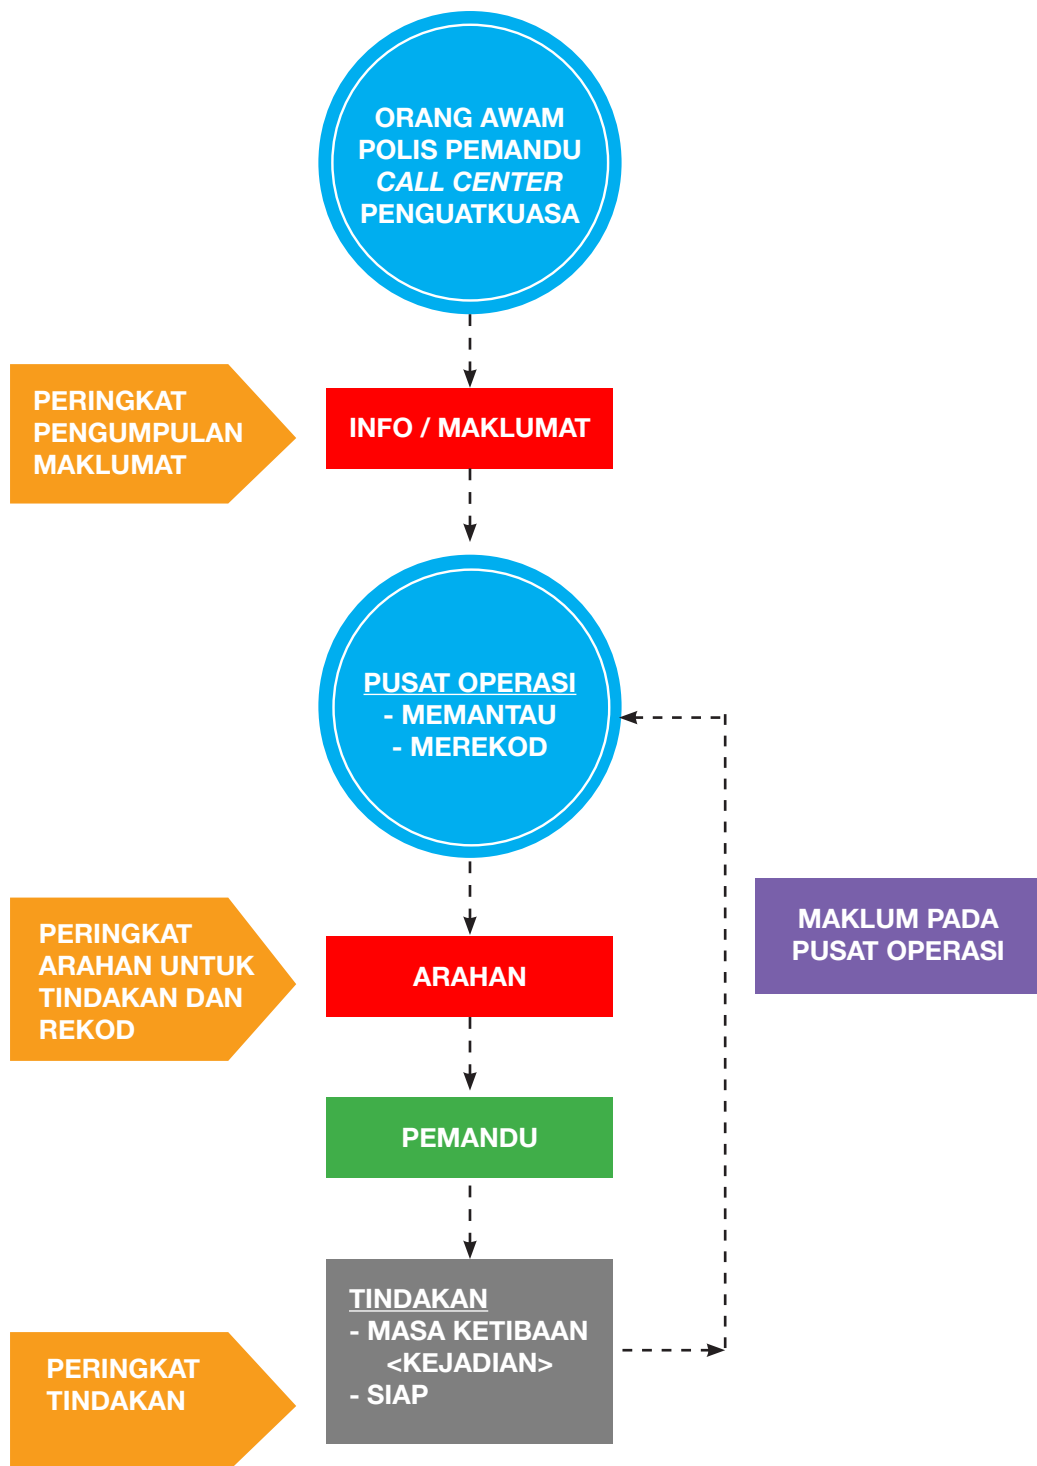 ORANG AWAM
POLIS PEMANDU
CALL CENTER
PENGUATKUASA
PERINGKAT
PENGUMPULAN
MAKLUMAT
INFO / MAKLUMAT
PUSAT OPERASI
- MEMANTAU
- MEREKOD
PERINGKAT
ARAHAN UNTUK
TINDAKAN DAN
REKOD
ARAHAN
MAKLUM PADA
PUSAT OPERASI
PEMANDU
TINDAKAN
- MASA KETIBAAN
<KEJADIAN>
- SIAP
PERINGKAT
TINDAKAN